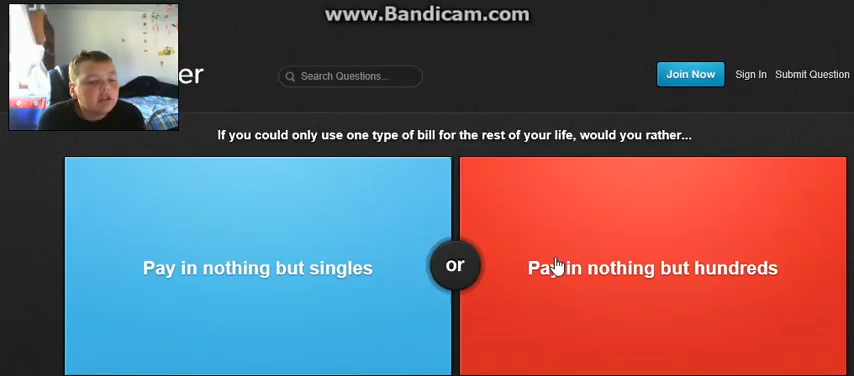 www.Bandicam.com
er
Search Questions...
Join Now
Sign In
Submit Question
If you could only use one type of bill for the rest of your life, would you rather...
Pay in nothing but singles
or
Pay in nothing but hundreds